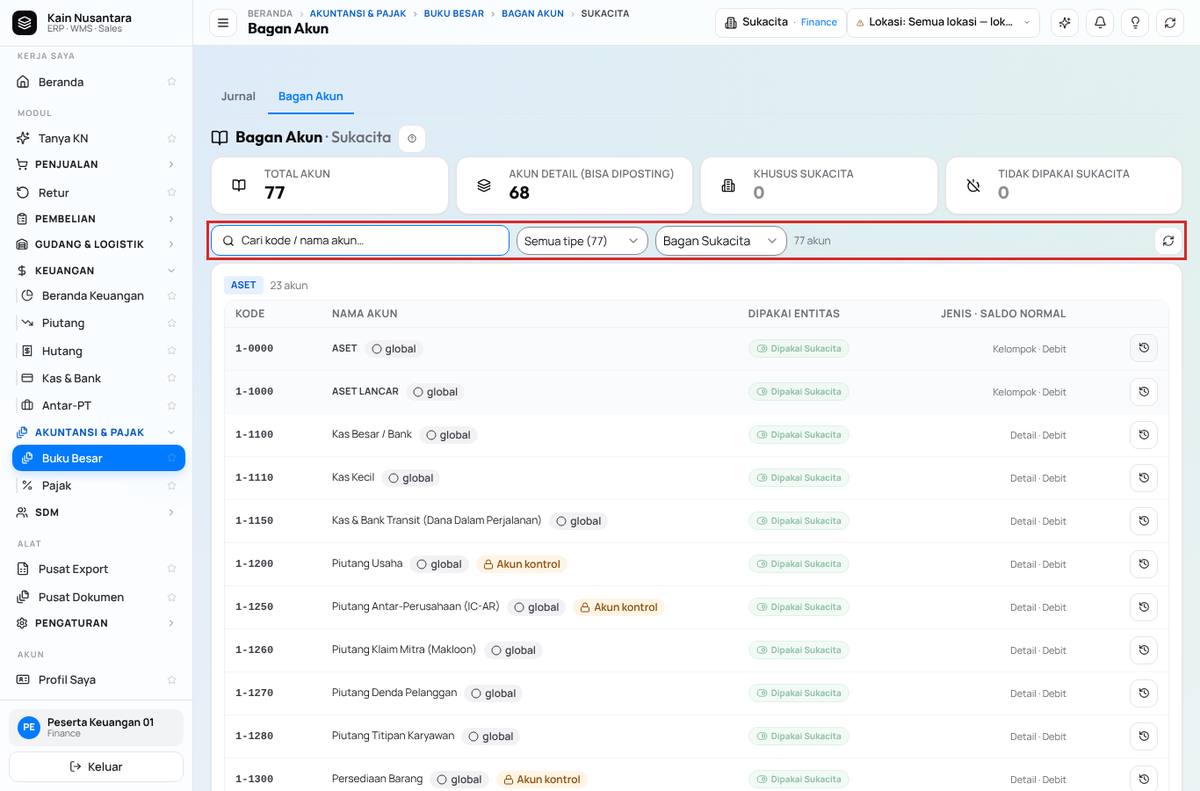 Kain Nusantara
ERP · WMS · Sales
KERJA SAYA
Beranda
MODUL
Tanya KN
PENJUALAN
Retur
PEMBELIAN
GUDANG & LOGISTIK
KEUANGAN
Beranda Keuangan
Piutang
Hutang
Kas & Bank
Antar-PT
AKUNTANSI & PAJAK
Buku Besar
Pajak
SDM
ALAT
Pusat Export
Pusat Dokumen
PENGATURAN
AKUN
Profil Saya
PE
Peserta Keuangan 01
Finance
Keluar
BERANDA › AKUNTANSI & PAJAK › BUKU BESAR › BAGAN AKUN › SUKACITA
Bagan Akun
Sukacita · Finance
Lokasi: Semua lokasi — lok...
Jurnal Bagan Akun
Bagan Akun · Sukacita
TOTAL AKUN
77
AKUN DETAIL (BISA DIPOSTING)
68
KHUSUS SUKACITA
0
TIDAK DIPAKAI SUKACITA
0
Cari kode / nama akun...
Semua tipe (77)
Bagan Sukacita
77 akun
ASET 23 akun
KODE NAMA AKUN DIPAKAI ENTITAS JENIS · SALDO NORMAL
1-0000 ASET global Dipakai Sukacita Kelompok · Debit
1-1000 ASET LANCAR global Dipakai Sukacita Kelompok · Debit
1-1100 Kas Besar / Bank global Dipakai Sukacita Detail · Debit
1-1110 Kas Kecil global Dipakai Sukacita Detail · Debit
1-1150 Kas & Bank Transit (Dana Dalam Perjalanan) global Dipakai Sukacita Detail · Debit
1-1200 Piutang Usaha global Akun kontrol Dipakai Sukacita Detail · Debit
1-1250 Piutang Antar-Perusahaan (IC-AR) global Akun kontrol Dipakai Sukacita Detail · Debit
1-1260 Piutang Klaim Mitra (Makloon) global Dipakai Sukacita Detail · Debit
1-1270 Piutang Denda Pelanggan global Dipakai Sukacita Detail · Debit
1-1280 Piutang Titipan Karyawan global Dipakai Sukacita Detail · Debit
1-1300 Persediaan Barang global Akun kontrol Dipakai Sukacita Detail · Debit